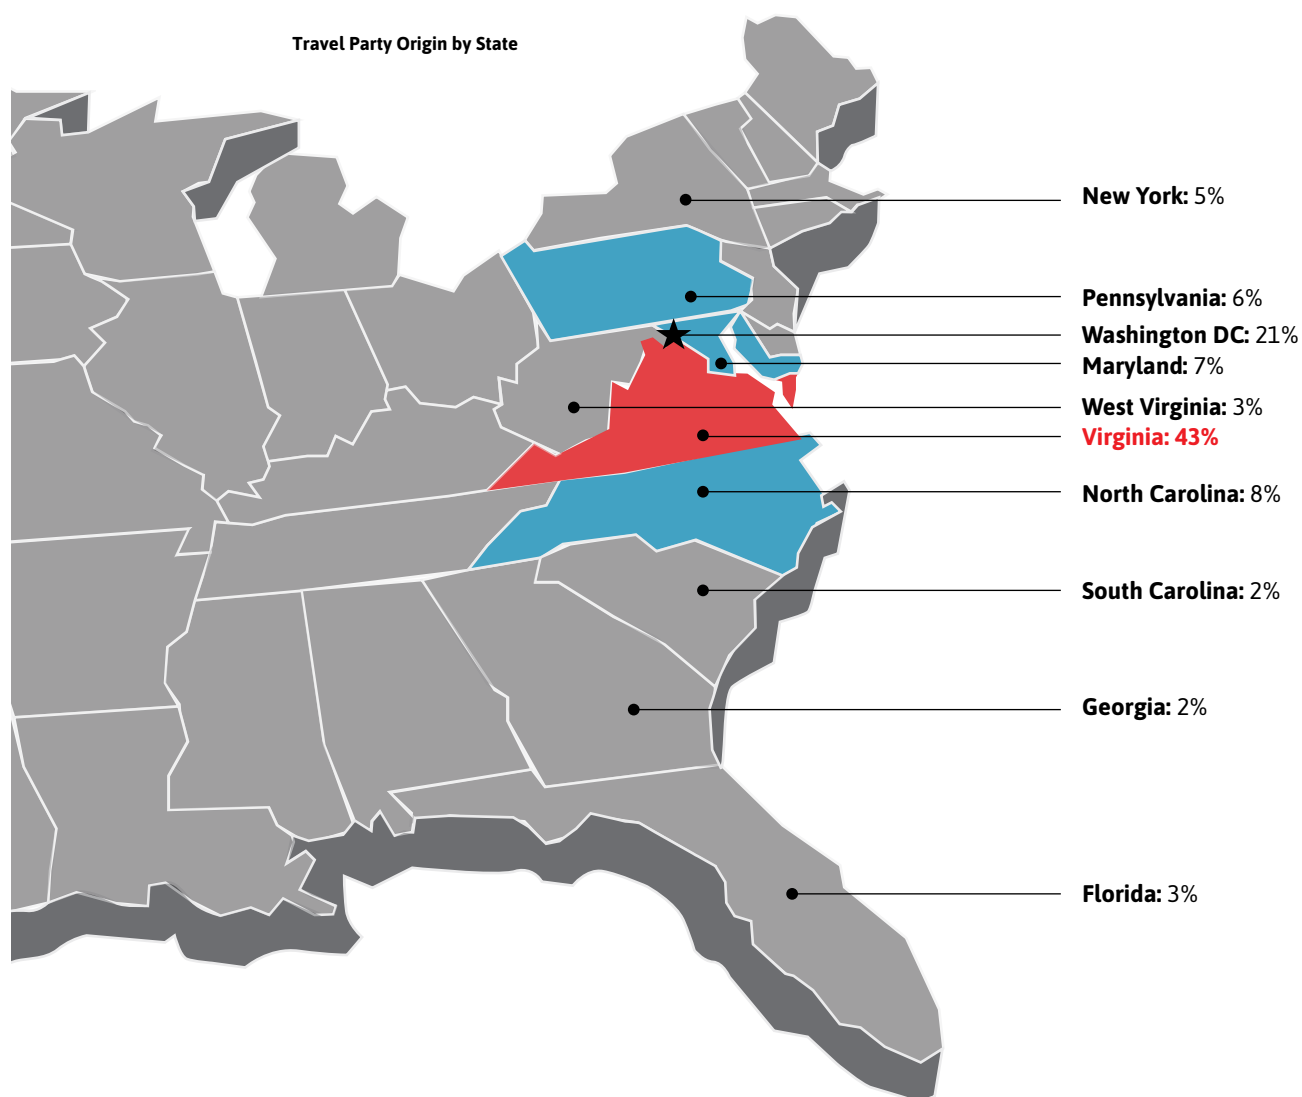 Travel Party Origin by State
New York: 5%
Pennsylvania: 6%
Washington DC: 21%
Maryland: 7%
West Virginia: 3%
Virginia: 43%
North Carolina: 8%
South Carolina: 2%
Georgia: 2%
Florida: 3%